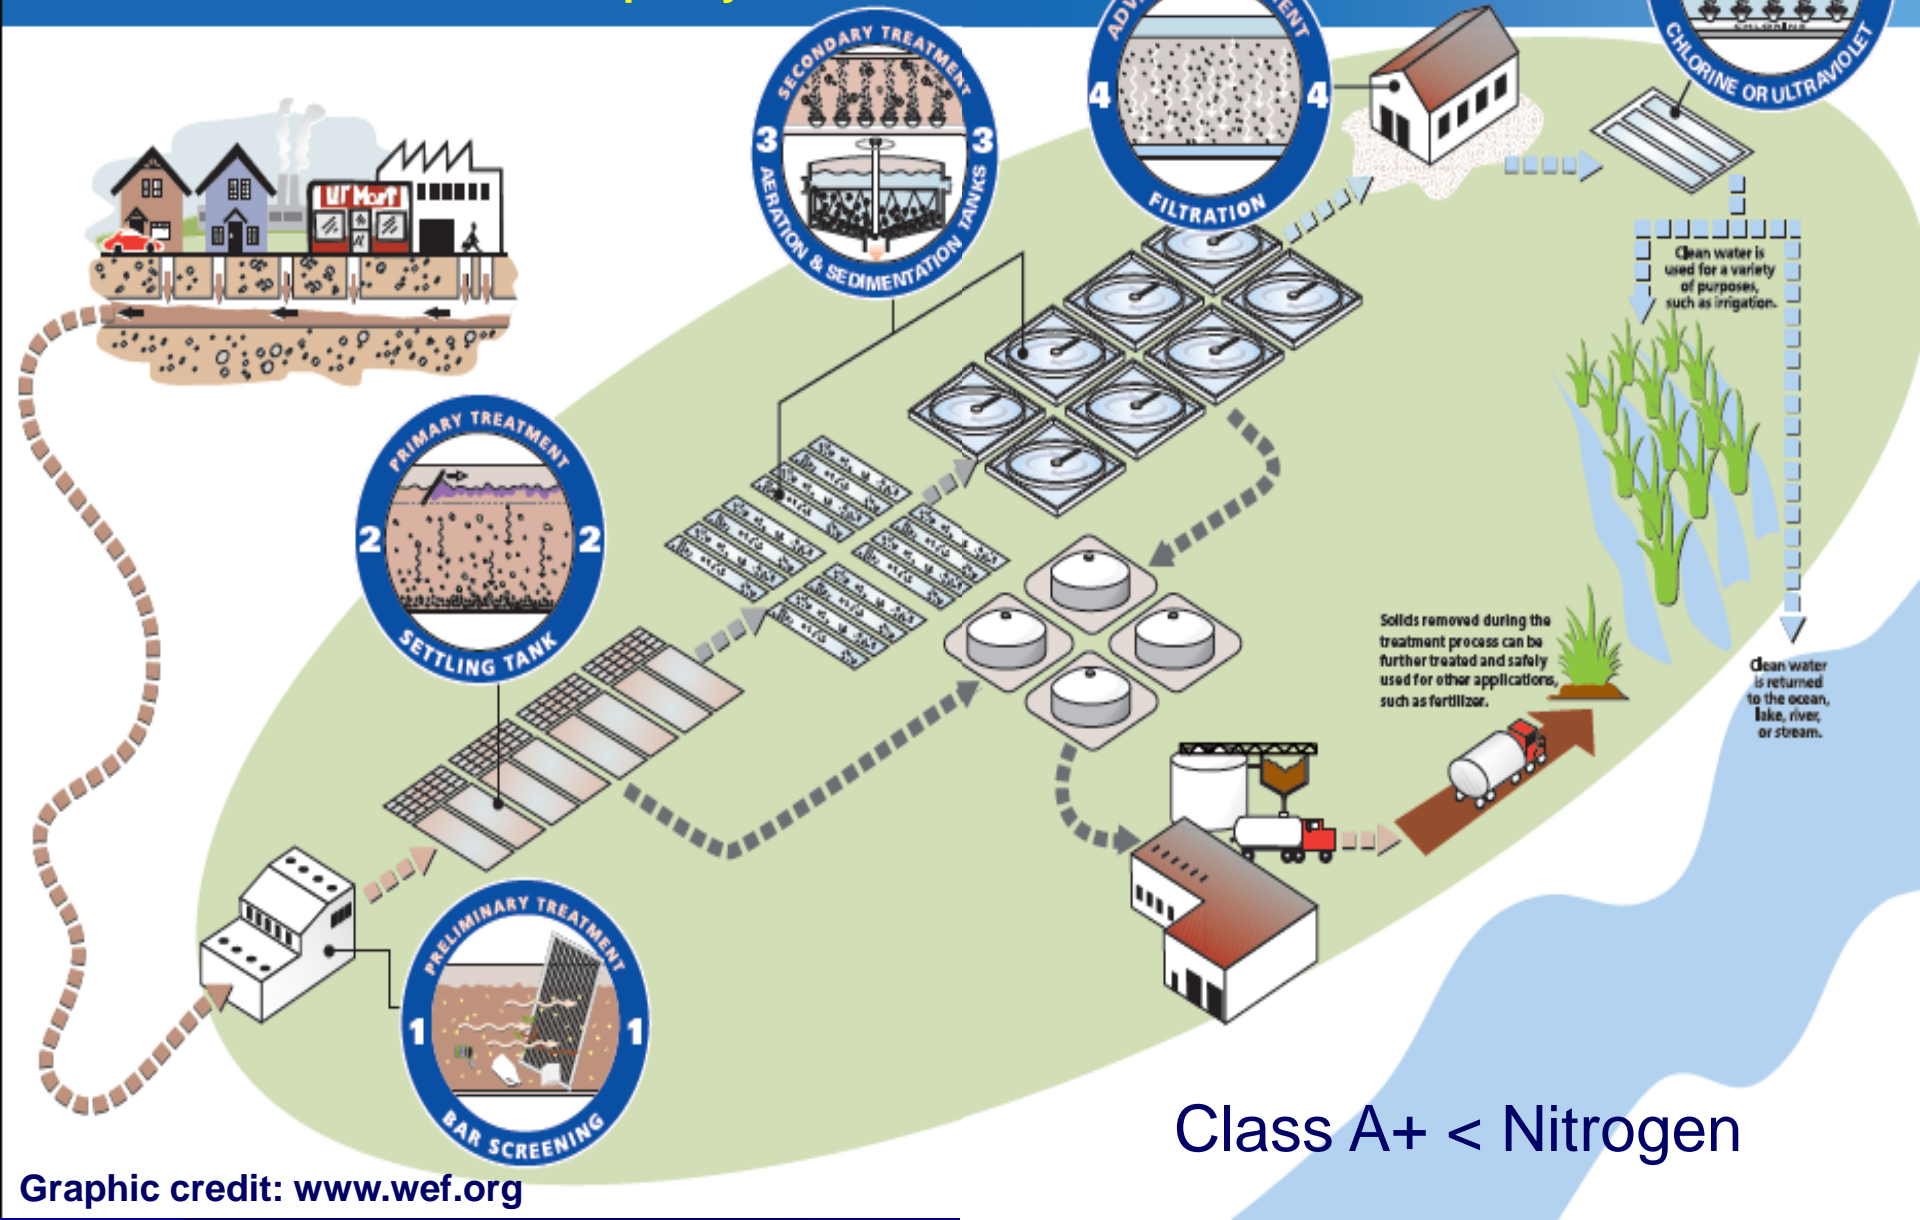 SECONDARY TREATMENT
3 3
AERATION & SEDIMENTATION TANKS
4 4
FILTRATION
CHLORINE
CHLORINE OR ULTRAVIOLET
Ur Mart
Clean water is
used for a variety
of purposes,
such as irrigation.
PRIMARY TREATMENT
2 2
SETTLING TANK
Solids removed during the
treatment process can be
further treated and safely
used for other applications,
such as fertilizer.
Clean water
is returned
to the ocean,
lake, river,
or stream.
PRELIMINARY TREATMENT
1 1
BAR SCREENING
Class A+ < Nitrogen
Graphic credit: www.wef.org